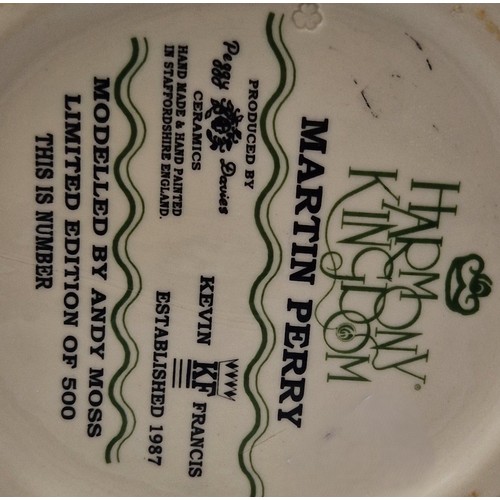 HARMONY
KINGDOM
MARTIN PERRY
PRODUCED BY
Peggy Davies
CERAMICS
HAND MADE & HAND PAINTED
IN STAFFORDSHIRE ENGLAND.
KEVIN KF FRANCIS
ESTABLISHED 1987
MODELLED BY ANDY MOSS
LIMITED EDITION OF 500
THIS IS NUMBER